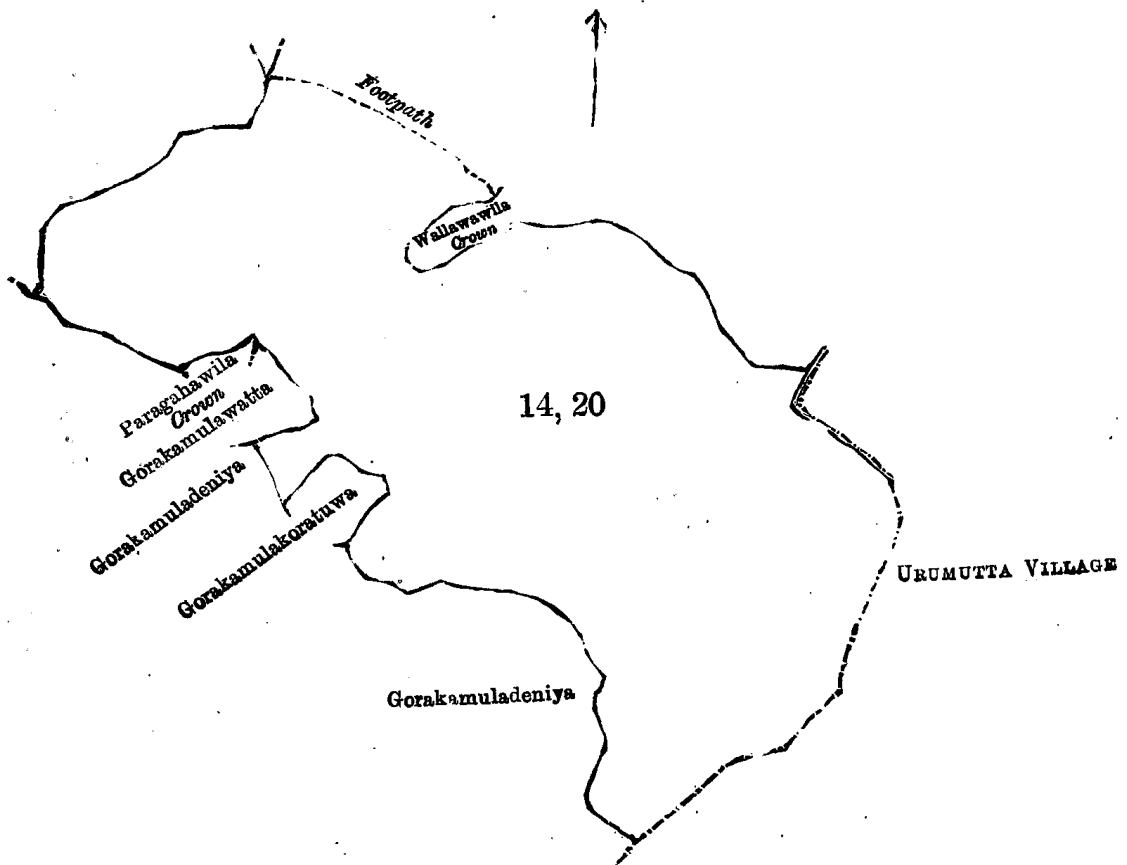 Footpath
Wallawawila
Crown
Paragahawila
Crown
Gorakamulawatta
14, 20
Gorakamuladeniya
Gorakamulakoratuwa
URUMUTTA VILLAGE
Gorakamuladeniya